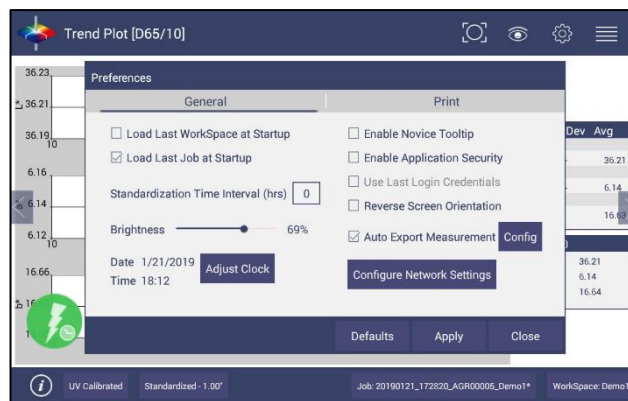 Trend Plot [D65/10]
36.23
Preferences
General Print
L* 36.21
Load Last WorkSpace at Startup Enable Novice Tooltip
Dev Avg
36.19
10
Load Last Job at Startup Enable Application Security
36.21
6.16
Use Last Login Credentials
6.14
Standardization Time Interval (hrs) 0
a* 6.14
Reverse Screen Orientation
16.63
6.12
10
Brightness 69% Auto Export Measurement Config
Date 1/21/2019
36.21
16.66
Adjust Clock Configure Network Settings
6.14
Time 18:12
16.64
b*
Defaults Apply Close
UV Calibrated Standardized - 1.00" Job: 20190121_172820_AGR00005_Demo1* WorkSpace: Demo1